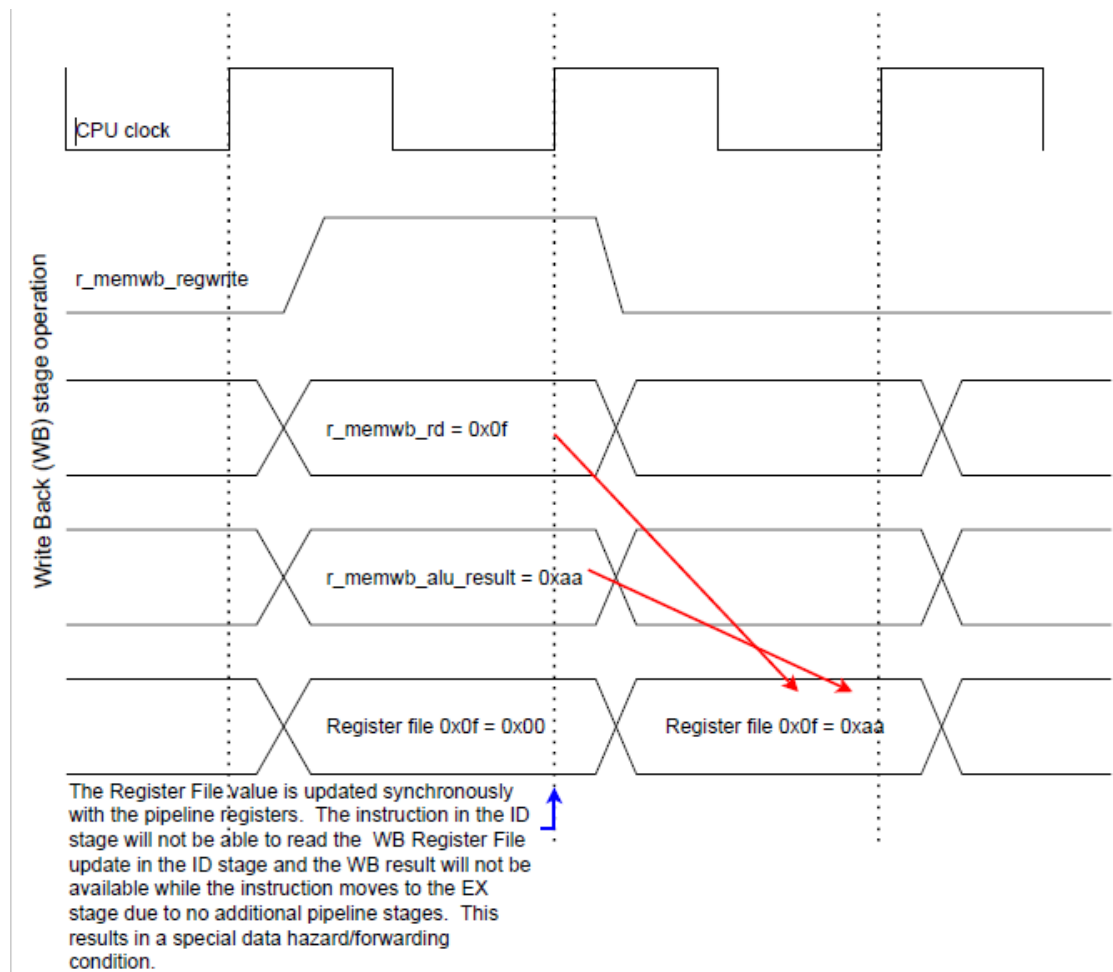 CPU clock
Write Back (WB) stage operation
r_memwb_regwrite
r_memwb_rd = 0x0f
r_memwb_alu_result = 0xaa
Register file 0x0f = 0x00
Register file 0x0f = 0xaa
The Register File value is updated synchronously
with the pipeline registers.  The instruction in the ID
stage will not be able to read the  WB Register File
update in the ID stage and the WB result will not be
available while the instruction moves to the EX
stage due to no additional pipeline stages.  This
results in a special data hazard/forwarding
condition.